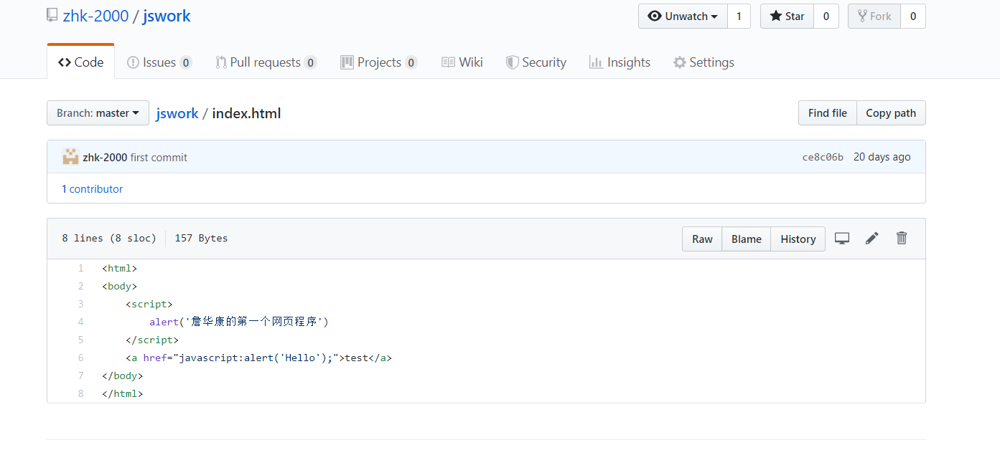 zhk-2000 / jswork
Unwatch 1 Star 0 Fork 0
Code Issues 0 Pull requests 0 Projects 0 Wiki Security Insights Settings
Branch: master jswork / index.html Find file Copy path
zhk-2000 first commit ce8c06b 20 days ago
1 contributor
8 lines (8 sloc) 157 Bytes Raw Blame History
1 <html>
2 <body>
3 <script>
4 alert('詹华康的第一个网页程序')
5 </script>
6 <a href="javascript:alert('Hello');">test</a>
7 </body>
8 </html>